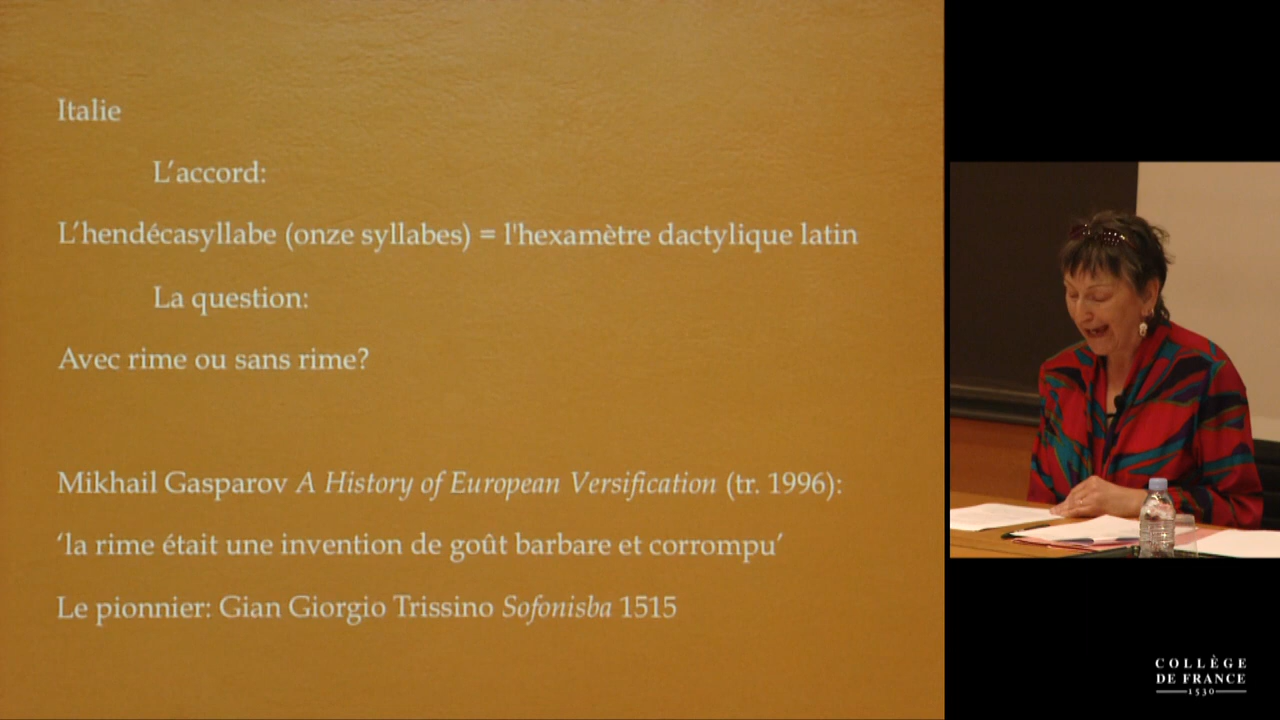 Italie
L’accord:
L’hendécasyllabe (onze syllabes) = l'hexamètre dactylique latin
La question:
Avec rime ou sans rime?
Mikhail Gasparov A History of European Versification (tr. 1996):
‘la rime était une invention de goût barbare et corrompu’
Le pionnier: Gian Giorgio Trissino Sofonisba 1515
COLLÈGE
DE FRANCE
1530